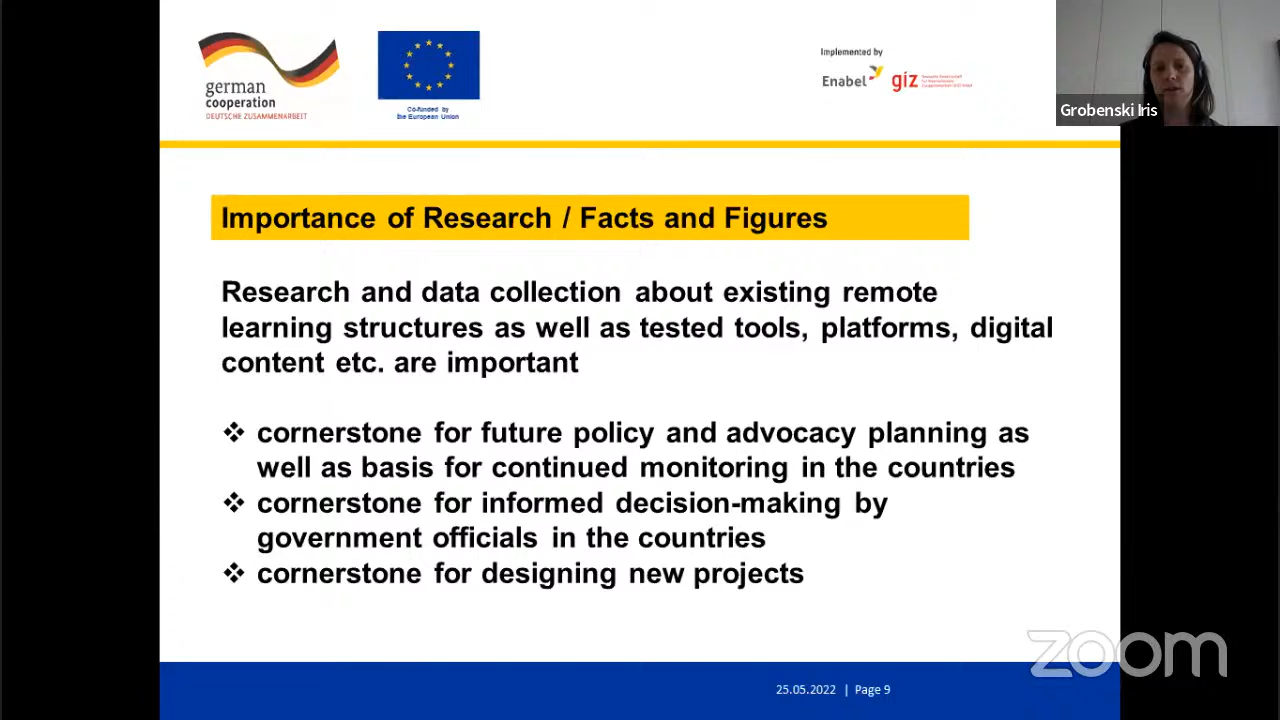 german
cooperation
DEUTSCHE ZUSAMMENARBEIT
Co-funded by
the European Union
Implemented by
Enabel
giz
Grobenski Iris
Importance of Research / Facts and Figures
Research and data collection about existing remote
learning structures as well as tested tools, platforms, digital
content etc. are important
❖ cornerstone for future policy and advocacy planning as
well as basis for continued monitoring in the countries
❖ cornerstone for informed decision-making by
government officials in the countries
❖ cornerstone for designing new projects
zoom
25.05.2022 | Page 9